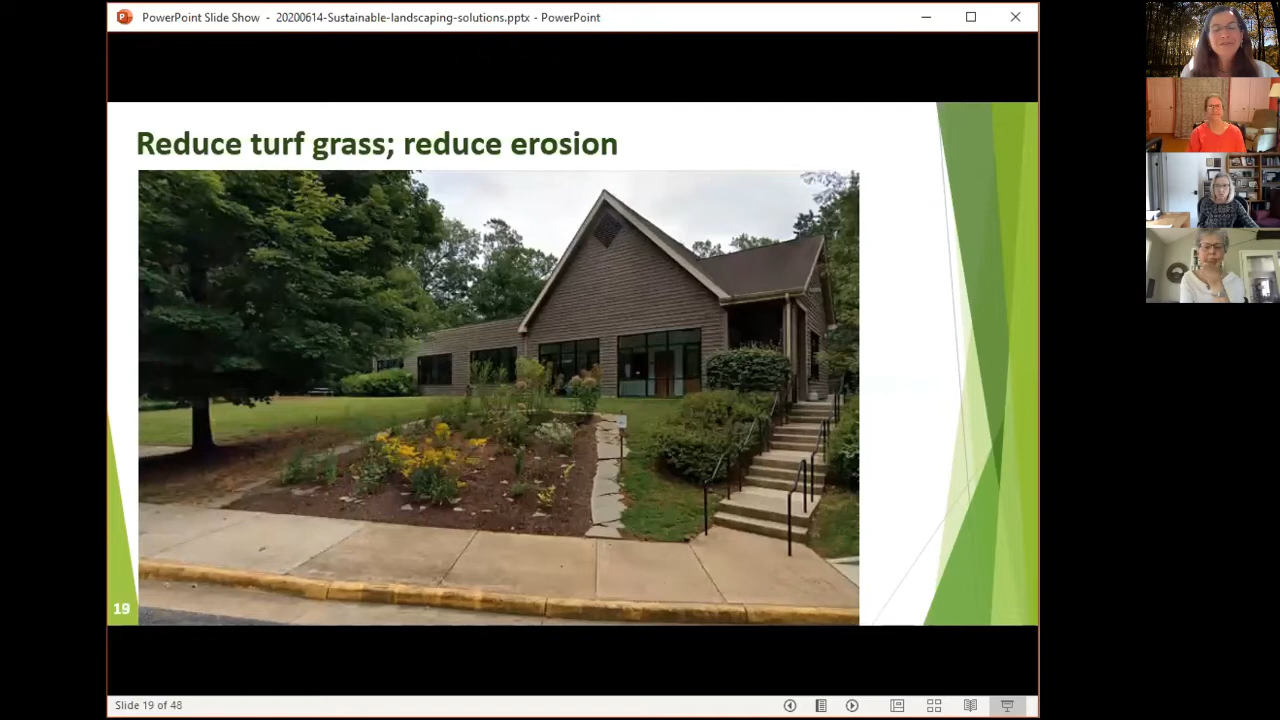 PowerPoint Slide Show - 20200614-Sustainable-landscaping-solutions.pptx - PowerPoint
Reduce turf grass; reduce erosion
19
Slide 19 of 48